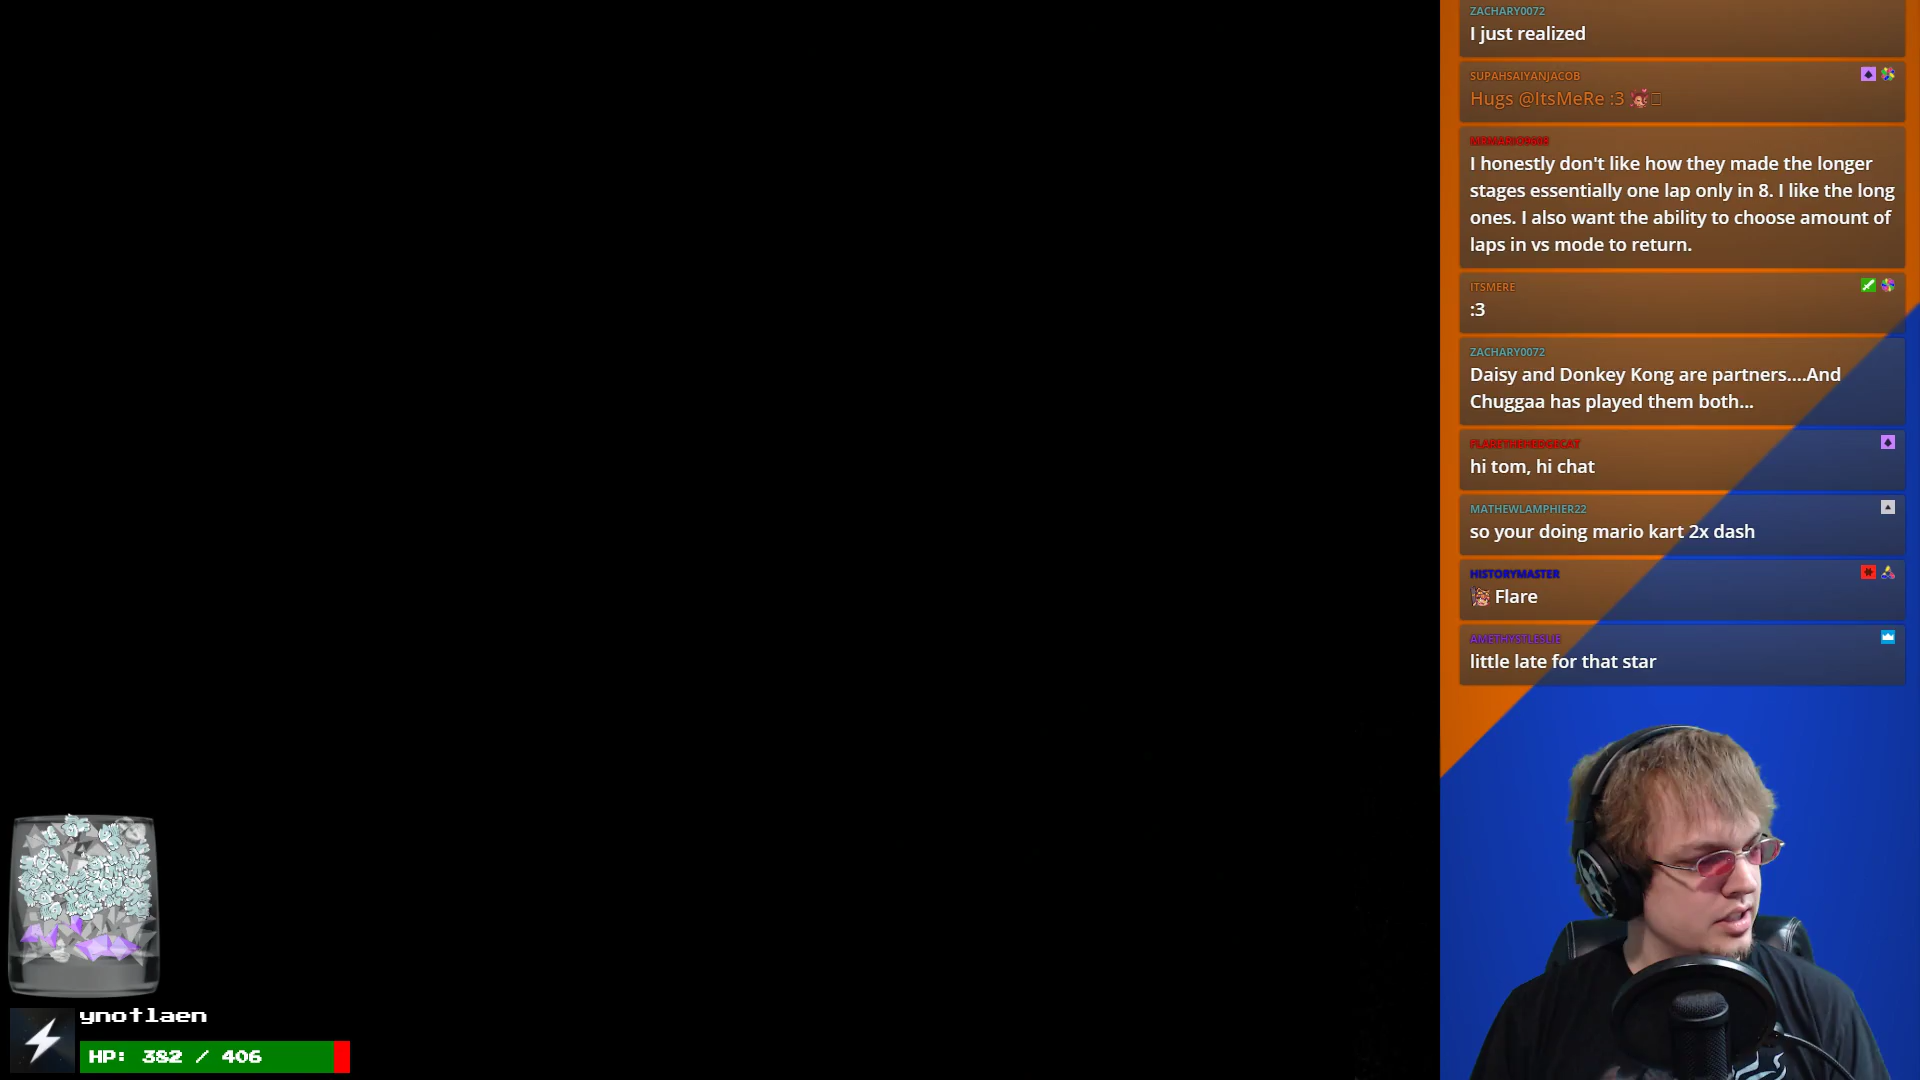 ZACHARY0072
I just realized
SUPAHSAIYANJACOB
Hugs @ItsMeRe :3
I honestly don't like how they made the longer
stages essentially one lap only in 8. I like the long
ones. I also want the ability to choose amount of
laps in vs mode to return.
ITSMERE
:3
ZACHARY0072
Daisy and Donkey Kong are partners....And
Chuggaa has played them both...
FLARETHEHEDGECAT
hi tom, hi chat
MATHEWLAMPHIER22
so your doing mario kart 2x dash
HISTORYMASTER
Flare
AMETHYSTLESLIE
little late for that star
ynotlaen
HP: 382 / 406